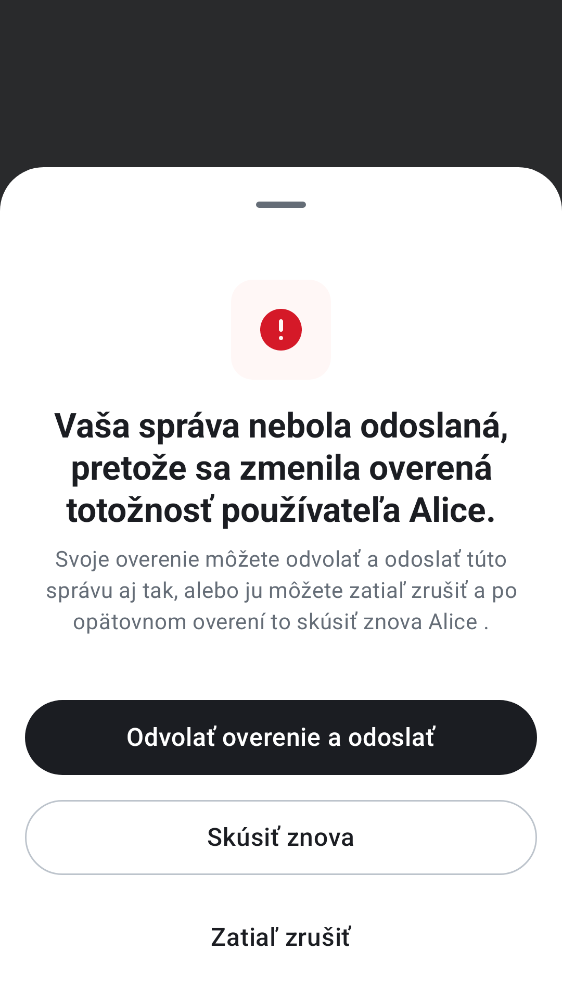 Vaša správa nebola odoslaná,
pretože sa zmenila overená
totožnosť používateľa Alice.
Svoje overenie môžete odvolať a odoslať túto
správu aj tak, alebo ju môžete zatiaľ zrušiť a po
opätovnom overení to skúsiť znova Alice .
Odvolať overenie a odoslať
Skúsiť znova
Zatiaľ zrušiť